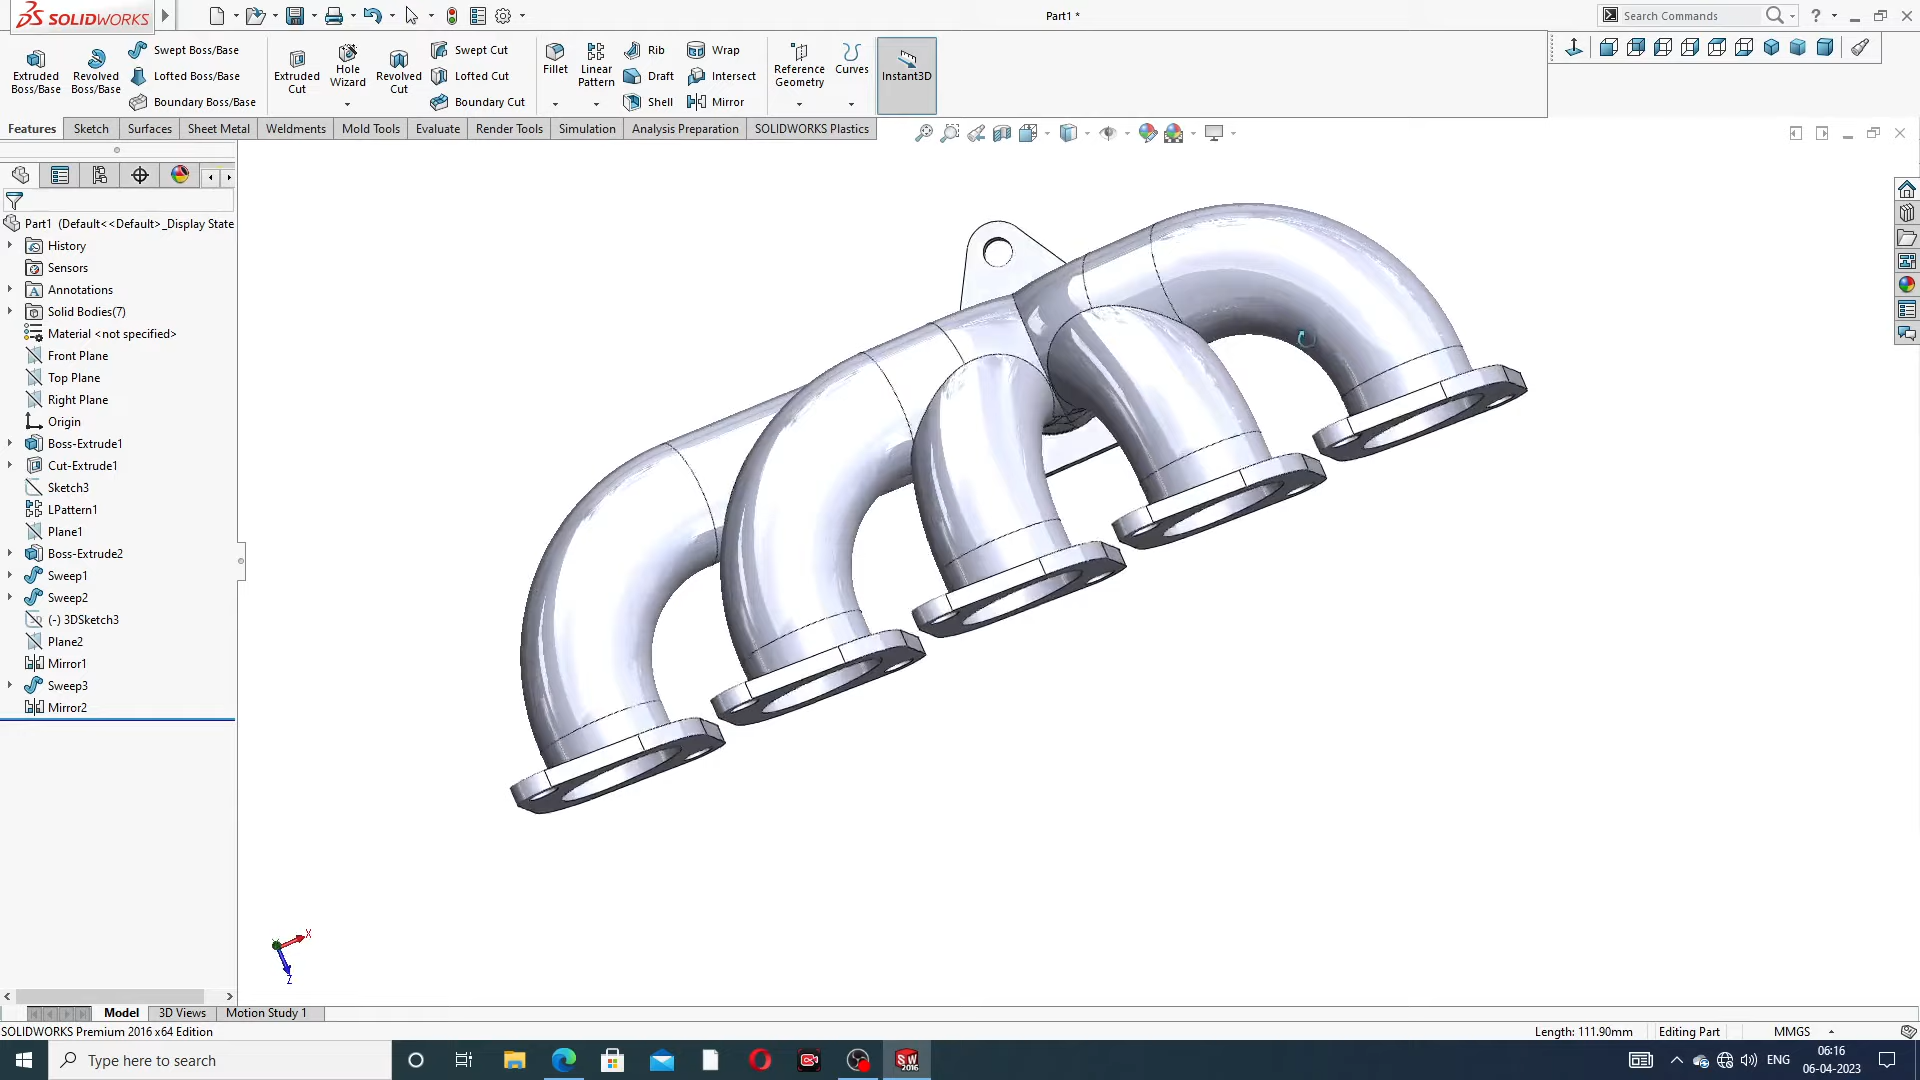 SOLIDWORKS
Part1 *
Search Commands
?
Extruded Boss/Base
Revolved Boss/Base
Swept Boss/Base
Lofted Boss/Base
Boundary Boss/Base
Extruded Cut
Hole Wizard
Revolved Cut
Swept Cut
Lofted Cut
Boundary Cut
Fillet
Linear Pattern
Rib
Draft
Shell
Wrap
Intersect
Mirror
Reference Geometry
Curves
Instant3D
Features
Sketch
Surfaces
Sheet Metal
Weldments
Mold Tools
Evaluate
Render Tools
Simulation
Analysis Preparation
SOLIDWORKS Plastics
Part1 (Default<<Default>_Display State
History
Sensors
A Annotations
Solid Bodies(7)
Material <not specified>
Front Plane
Top Plane
Right Plane
Origin
Boss-Extrude1
Cut-Extrude1
Sketch3
LPattern1
Plane1
Boss-Extrude2
Sweep1
Sweep2
(-) 3DSketch3
Plane2
Mirror1
Sweep3
Mirror2
X
Z
Model
3D Views
Motion Study 1
SOLIDWORKS Premium 2016 x64 Edition
Length: 111.90mm
Editing Part
MMGS
Type here to search
SW
2016
ENG
06:16
06-04-2023